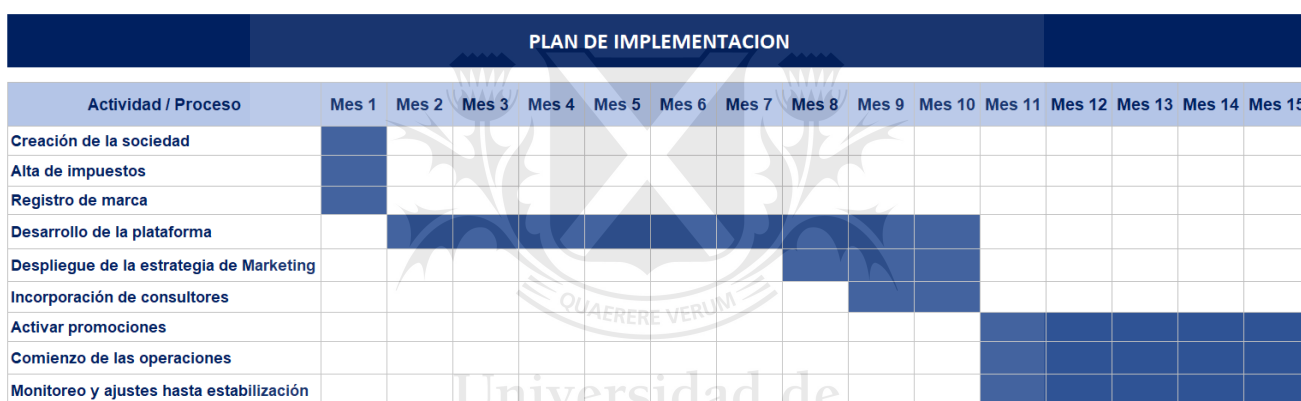 PLAN DE IMPLEMENTACION
Actividad / Proceso Mes 1 Mes 2 Mes 3 Mes 4 Mes 5 Mes 6 Mes 7 Mes 8 Mes 9 Mes 10 Mes 11 Mes 12 Mes 13 Mes 14 Mes 15
Creación de la sociedad
Alta de impuestos
Registro de marca
Desarrollo de la plataforma
Despliegue de la estrategia de Marketing
Incorporación de consultores
Activar promociones
Comienzo de las operaciones
Monitoreo y ajustes hasta estabilización
QUAERERE VERUM
Universidad de